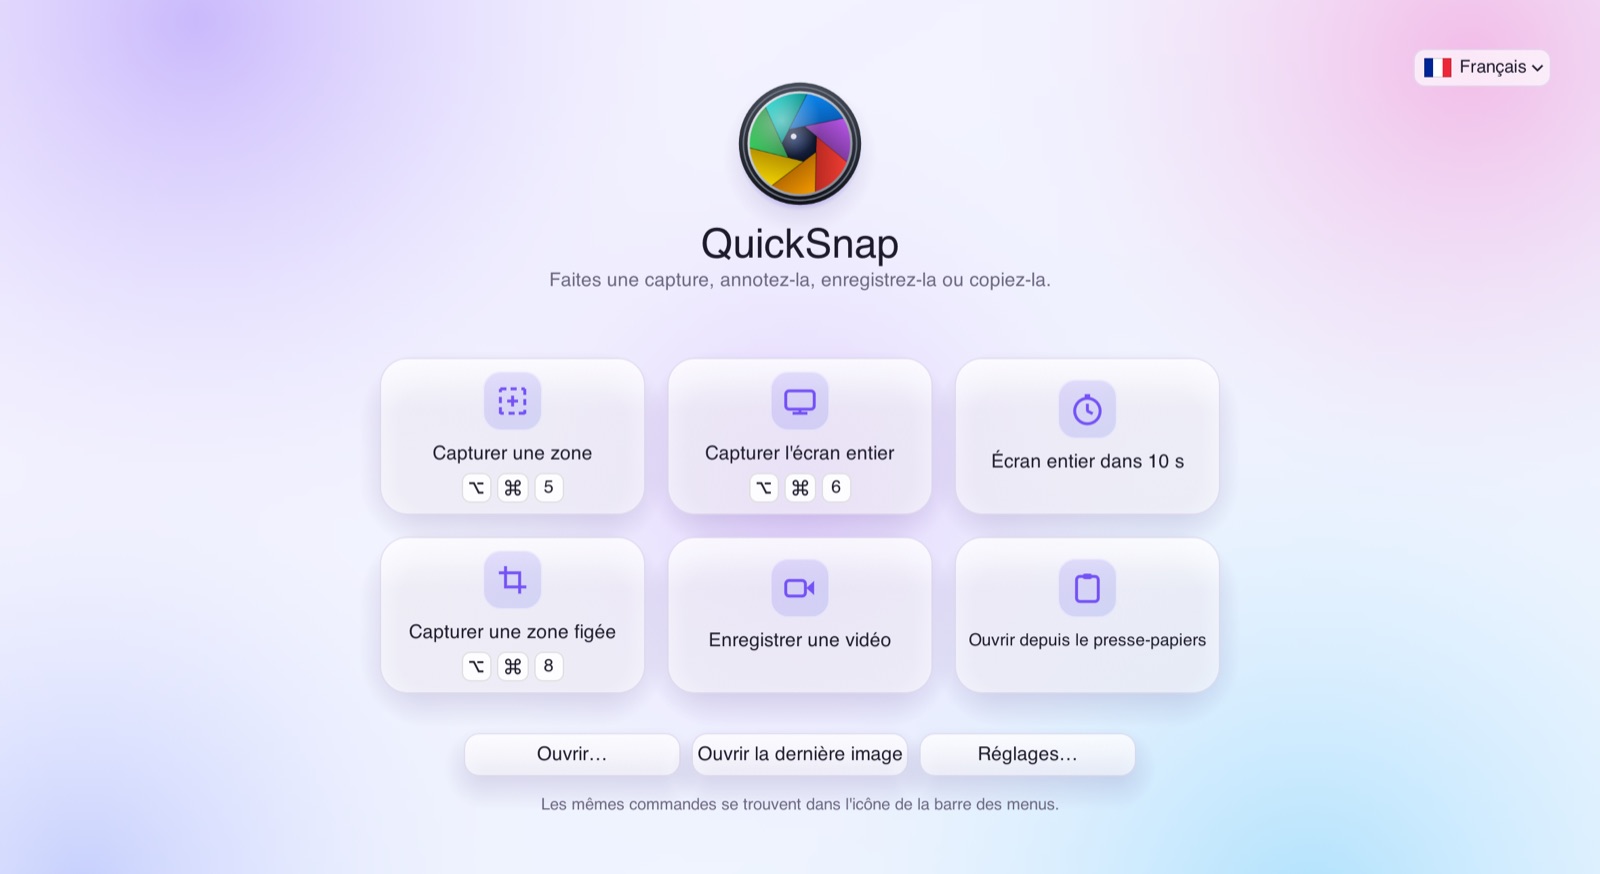 Français
QuickSnap
Faites une capture, annotez-la, enregistrez-la ou copiez-la.
Capturer une zone
⌥ ⌘ 5
Capturer l'écran entier
⌥ ⌘ 6
Écran entier dans 10 s
Capturer une zone figée
⌥ ⌘ 8
Enregistrer une vidéo
Ouvrir depuis le presse-papiers
Ouvrir…
Ouvrir la dernière image
Réglages…
Les mêmes commandes se trouvent dans l'icône de la barre des menus.